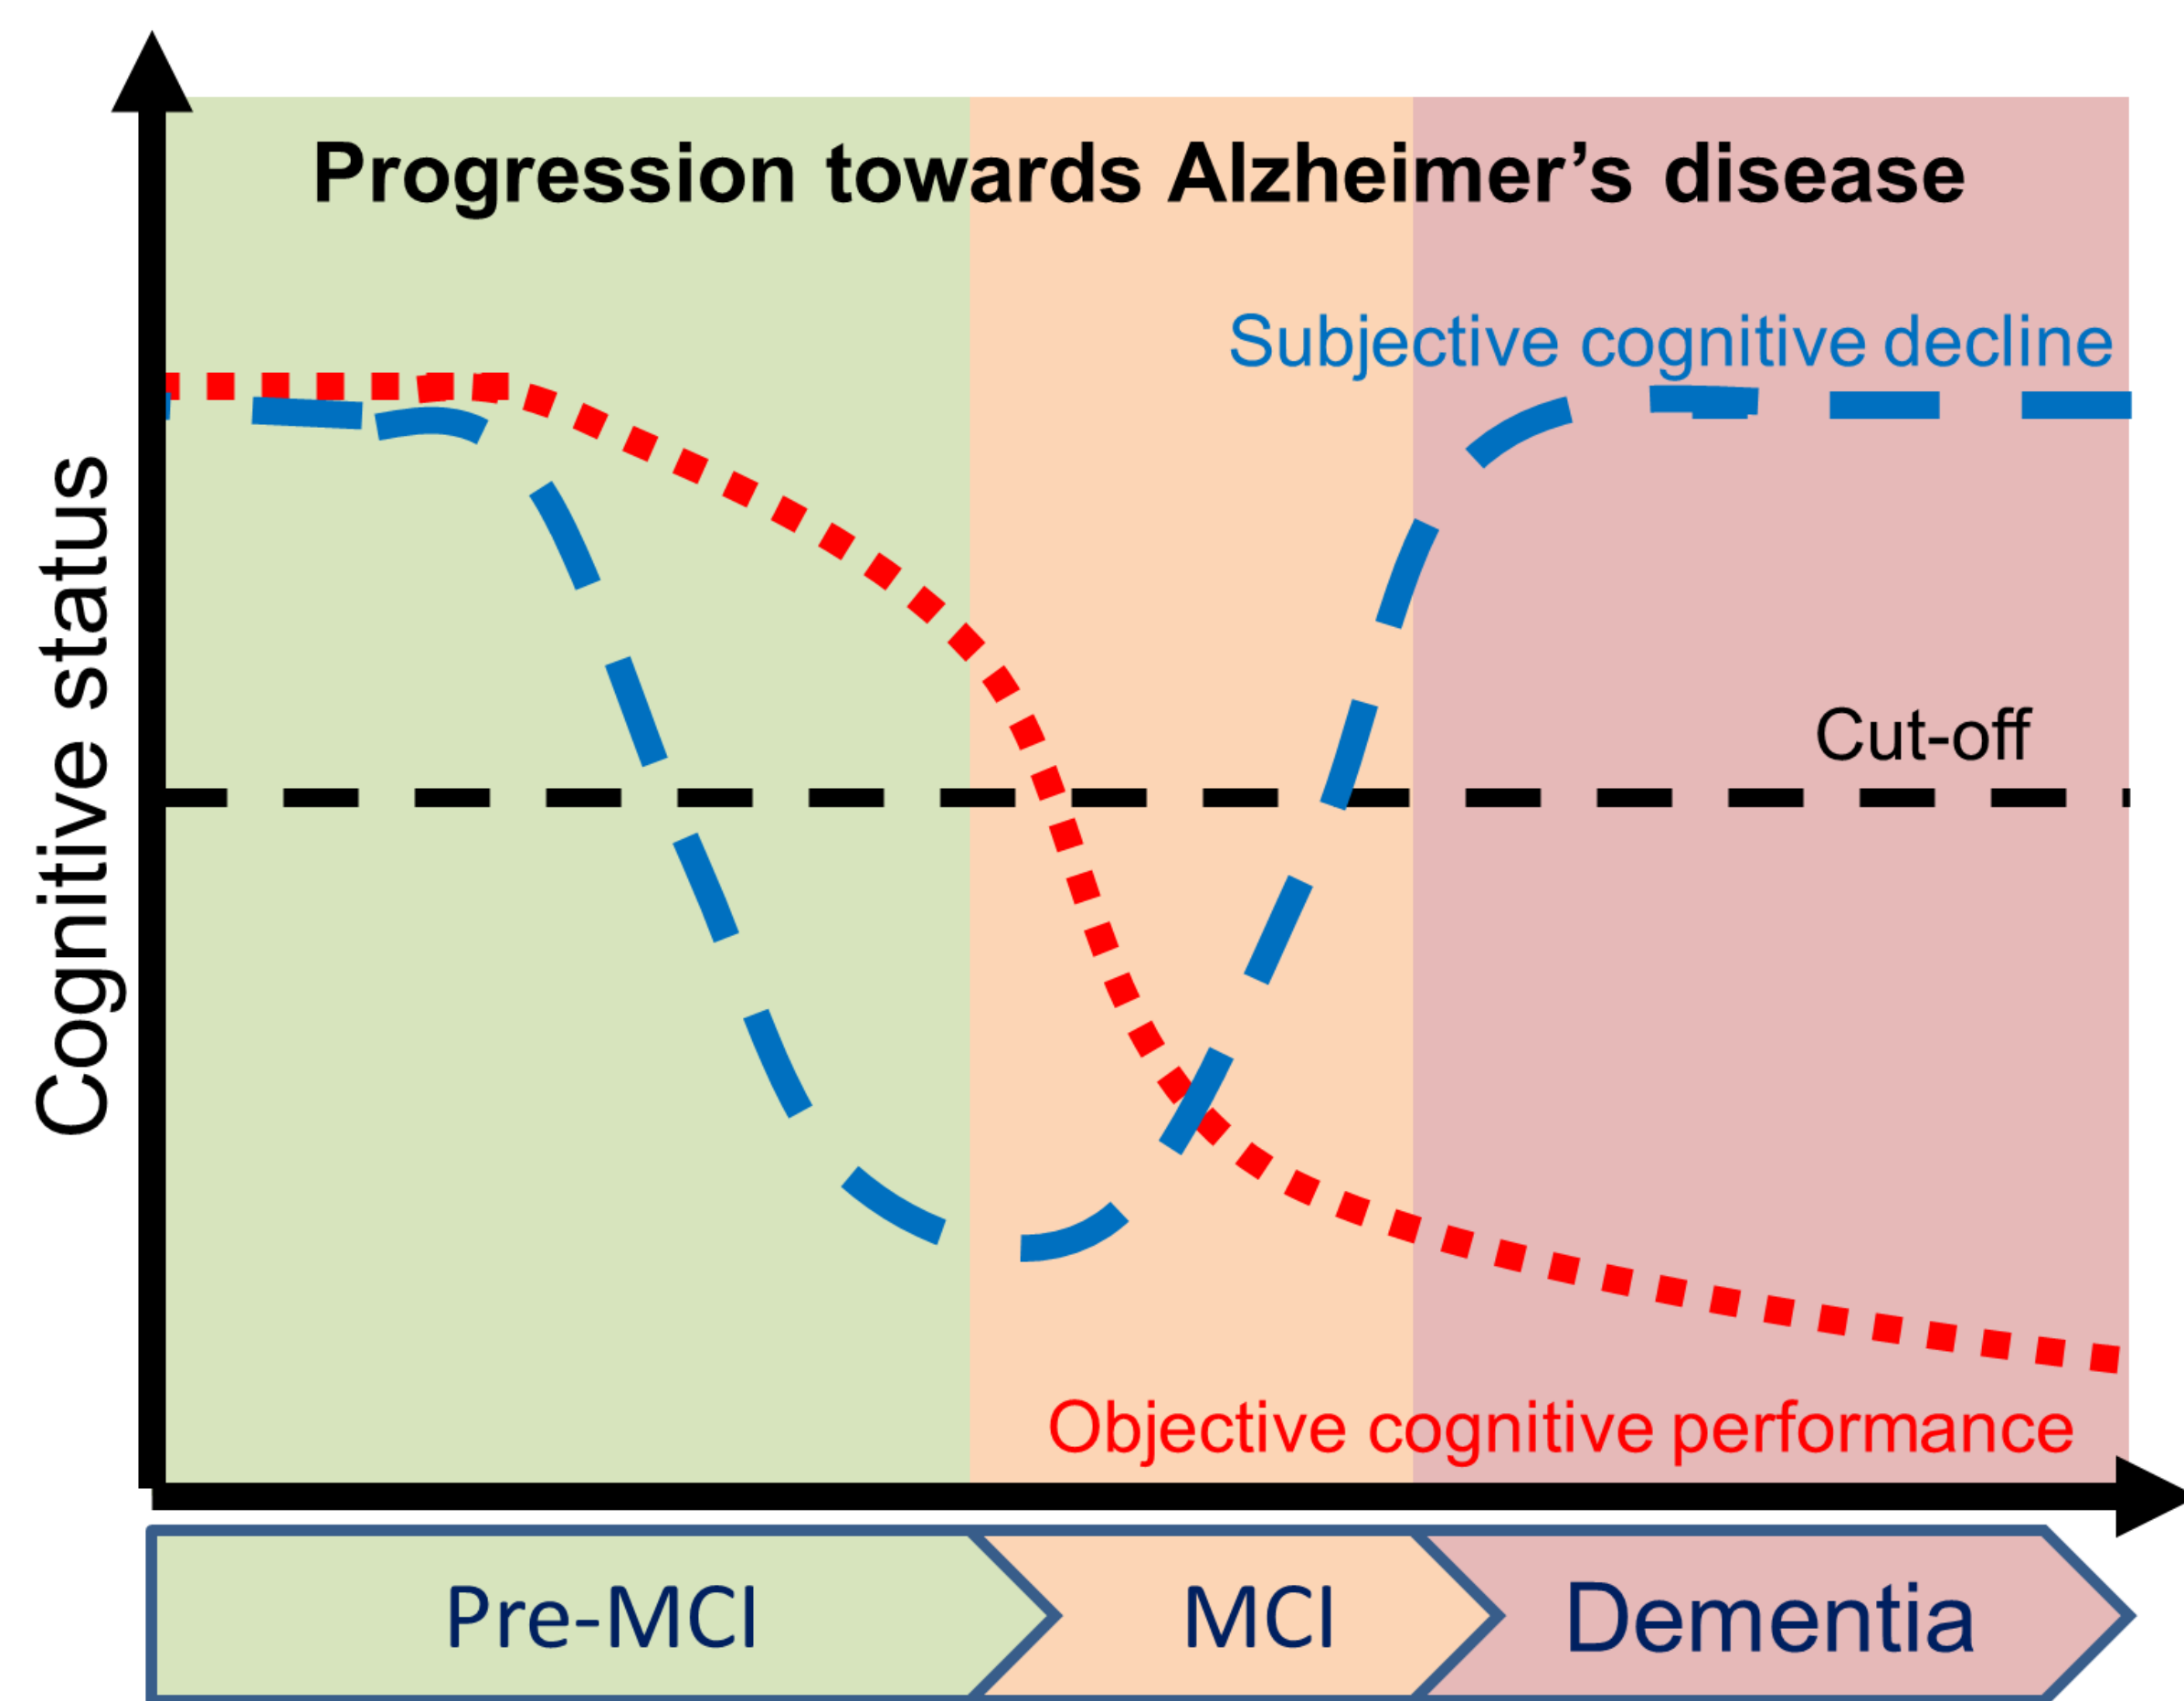 Progression towards Alzheimer’s disease
Subjective cognitive decline
Cognitive status
Cut-off
Objective cognitive performance
Pre-MCI
MCI
Dementia